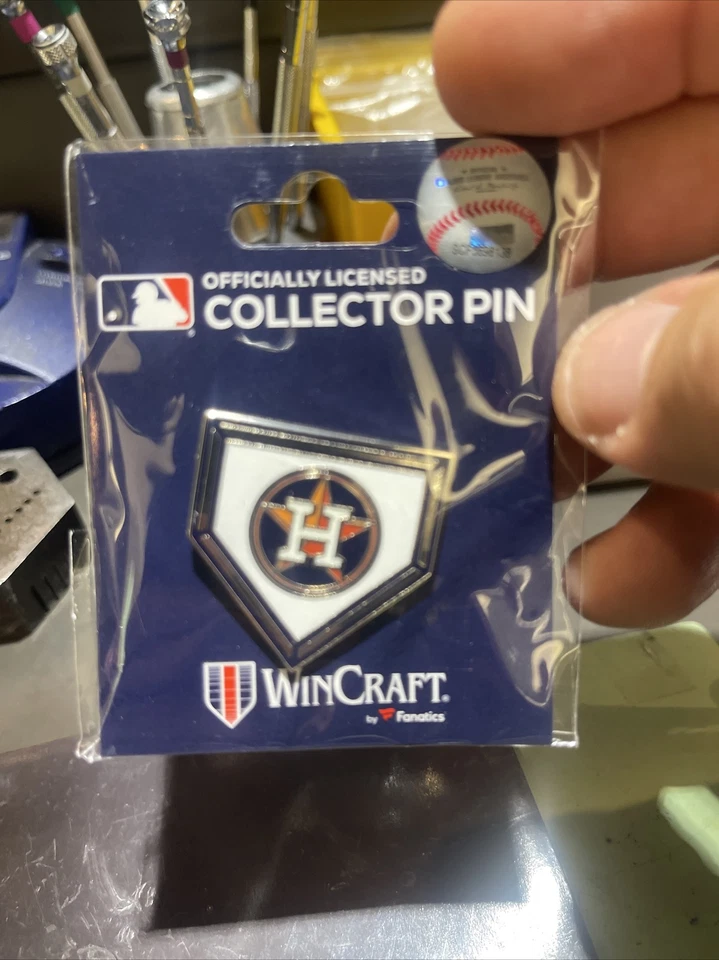 OFFICIALLY LICENSED
COLLECTOR PIN
H
WINCRAFT.
by Fanatics